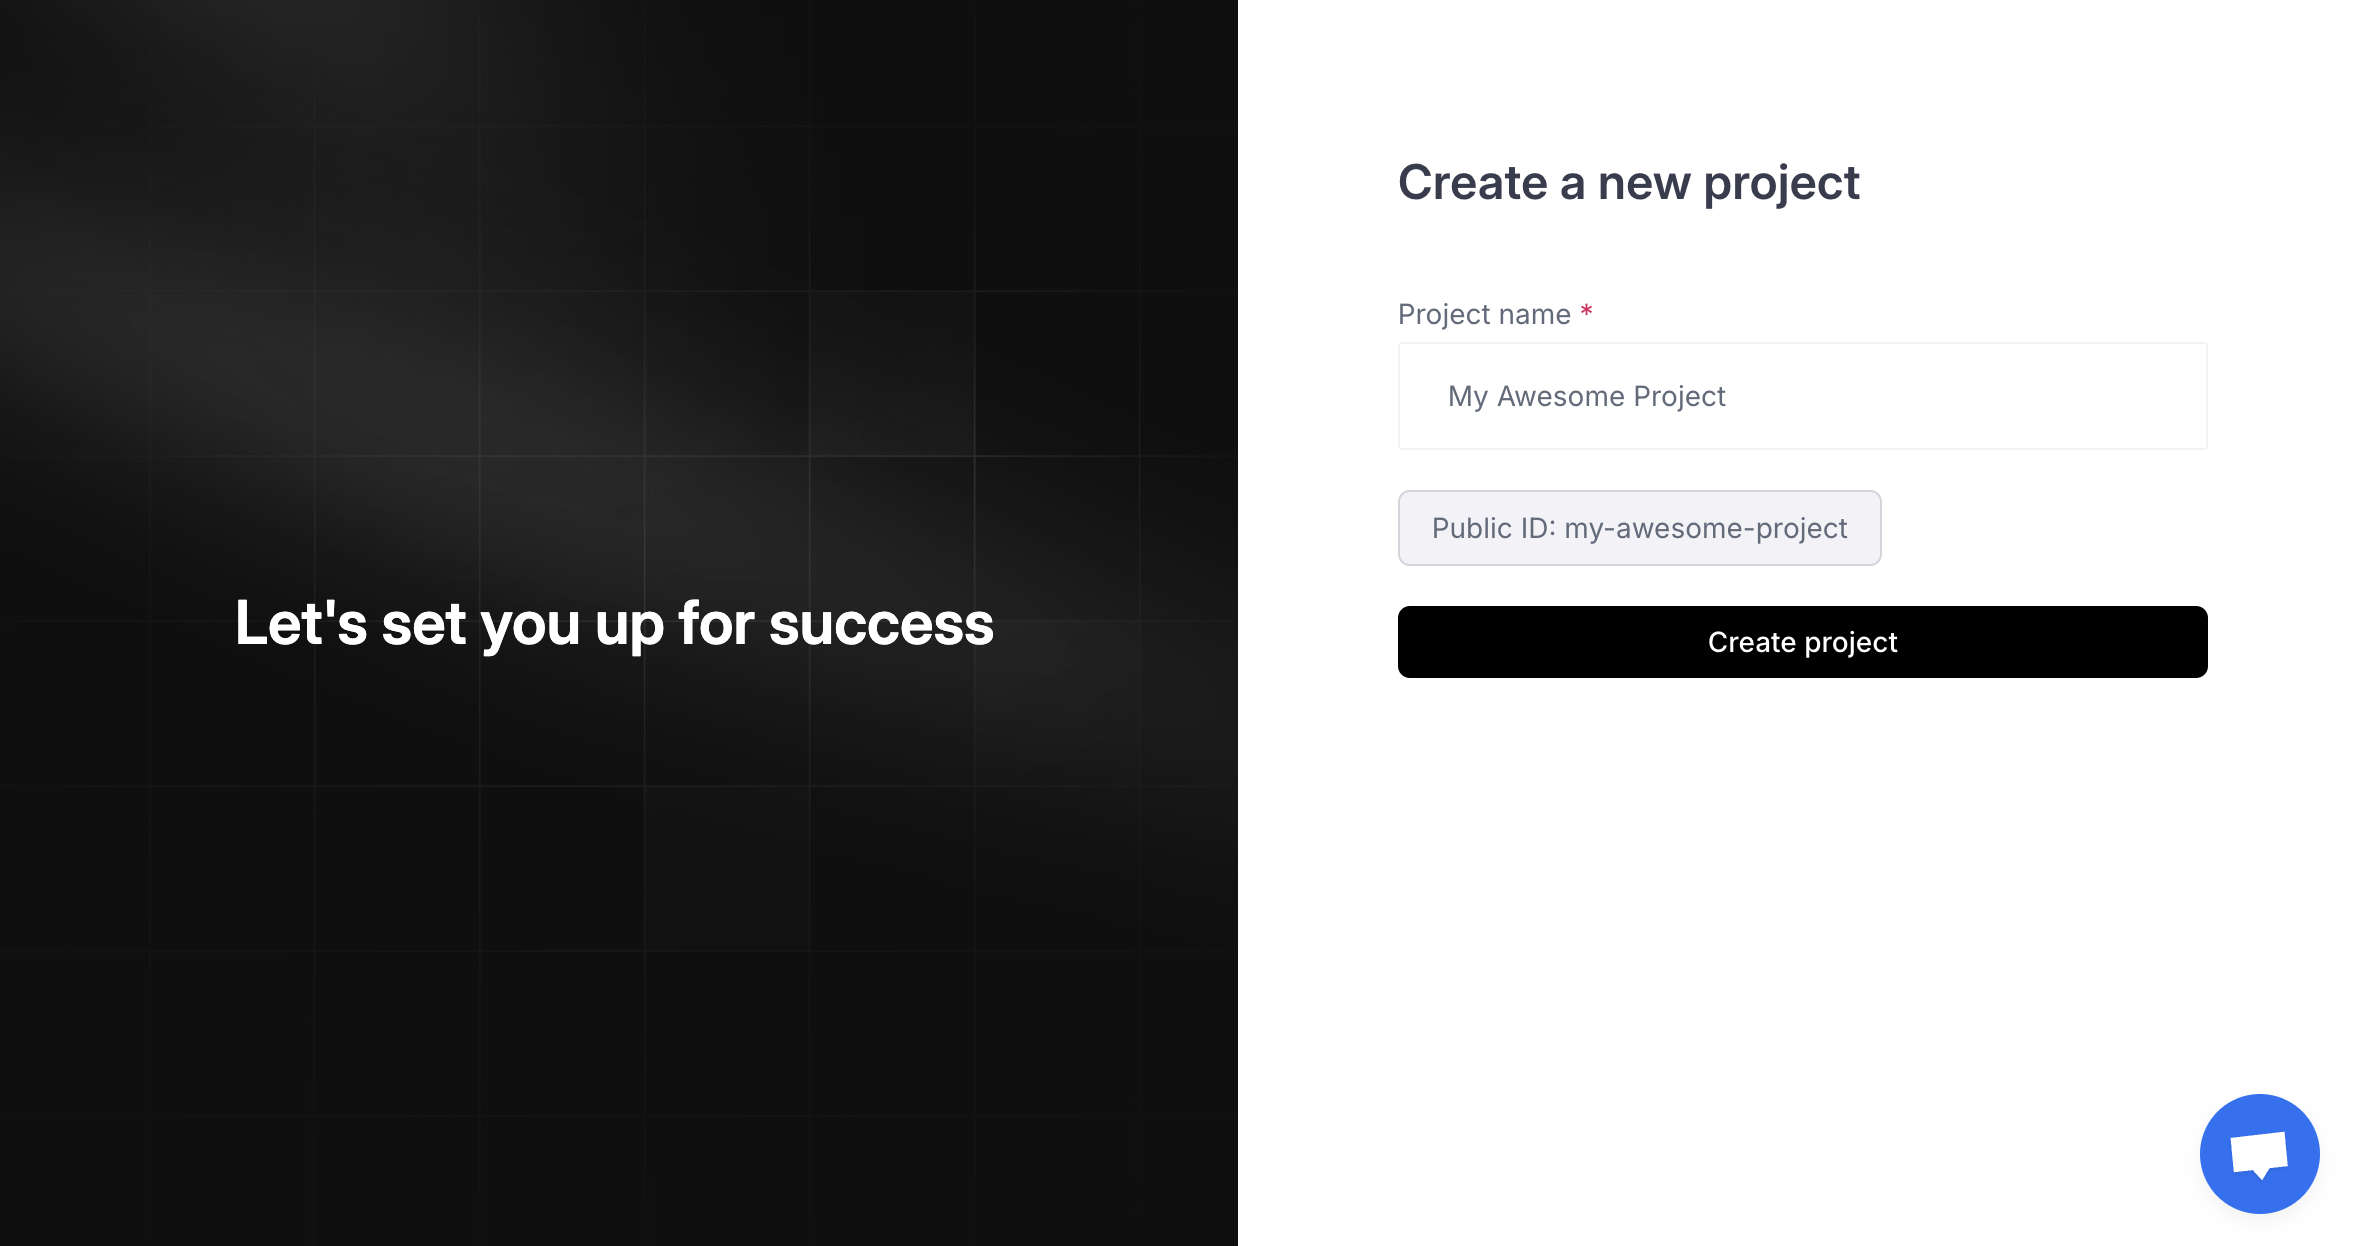 Let's set you up for success
Create a new project
Project name *
My Awesome Project
Public ID: my-awesome-project
Create project